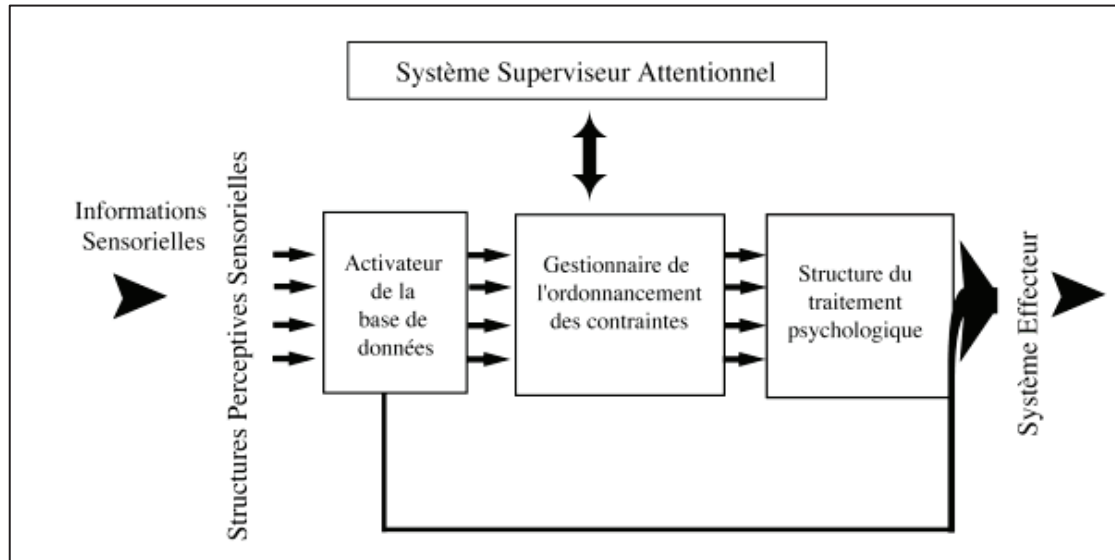 Système Superviseur Attentionnel
Informations
Sensorielles
Structures Perceptives Sensorielles
Activateur
de la
base de
données
Gestionnaire de
l'ordonnancement
des contraintes
Structure du
traitement
psychologique
Système Effecteur